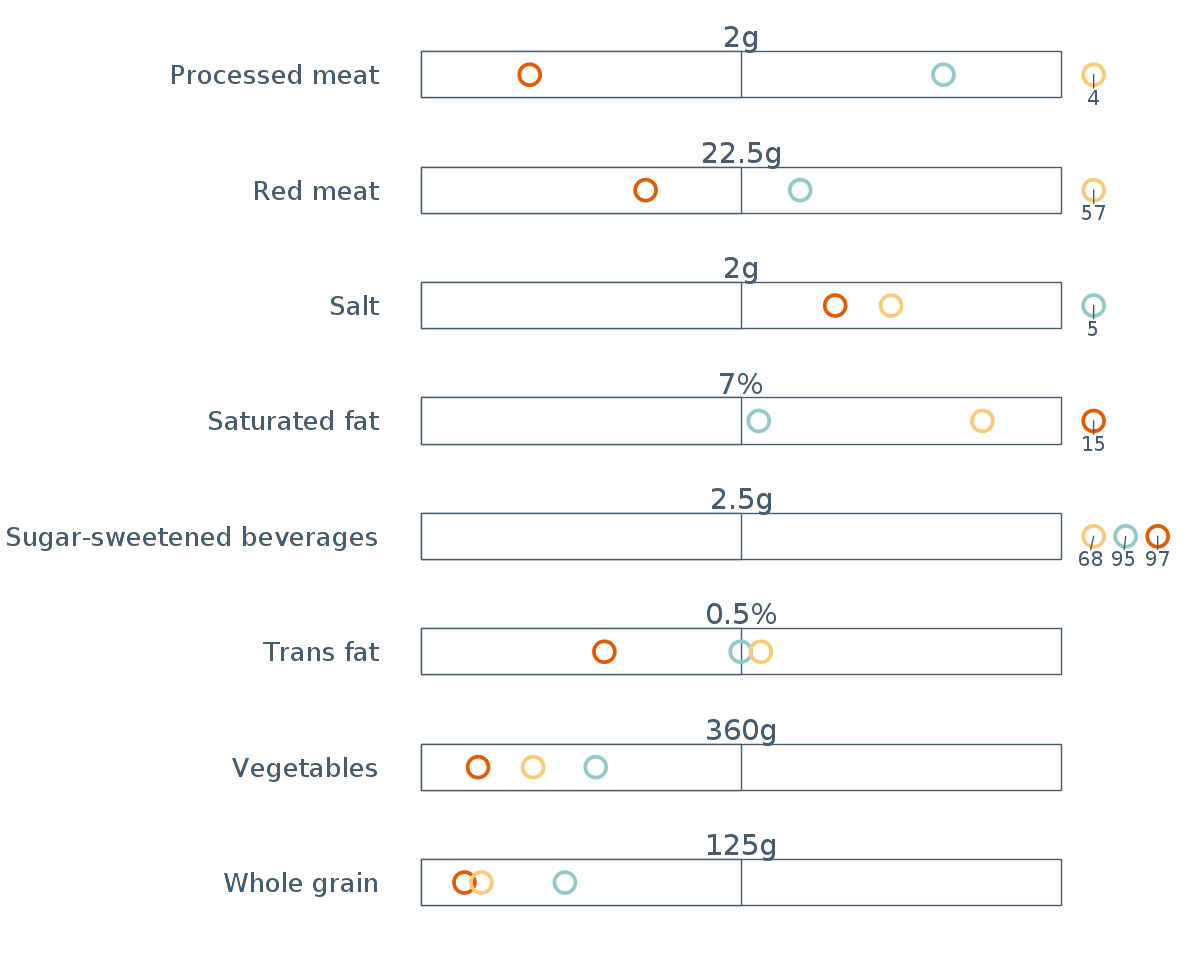 2g
Processed meat
4
22.5g
Red meat
57
2g
Salt
5
7%
Saturated fat
15
2.5g
Sugar-sweetened beverages
68 95 97
0.5%
Trans fat
360g
Vegetables
125g
Whole grain